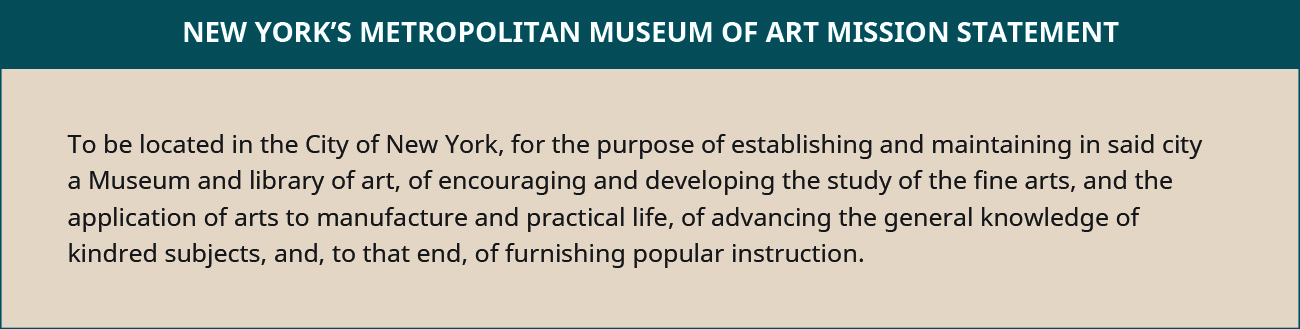 NEW YORK’S METROPOLITAN MUSEUM OF ART MISSION STATEMENT
To be located in the City of New York, for the purpose of establishing and maintaining in said city
a Museum and library of art, of encouraging and developing the study of the fine arts, and the
application of arts to manufacture and practical life, of advancing the general knowledge of
kindred subjects, and, to that end, of furnishing popular instruction.